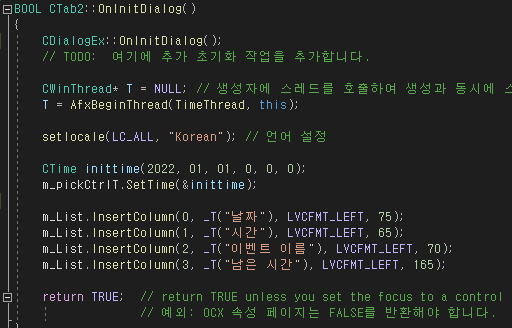 BOOL CTab2::OnInitDialog()
{
CDialogEx::OnInitDialog();
// TODO:  여기에 추가 초기화 작업을 추가합니다.
CWinThread* T = NULL; // 생성자에 스레드를 호출하여 생성과 동시에
T = AfxBeginThread(TimeThread, this);
setlocale(LC_ALL, "Korean"); // 언어 설정
CTime inittime(2022, 01, 01, 0, 0, 0);
m_pickCtrlT.SetTime(&inittime);
m_List.InsertColumn(0, _T("날짜"), LVCFMT_LEFT, 75);
m_List.InsertColumn(1, _T("시간"), LVCFMT_LEFT, 65);
m_List.InsertColumn(2, _T("이벤트 이름"), LVCFMT_LEFT, 70);
m_List.InsertColumn(3, _T("남은 시간"), LVCFMT_LEFT, 165);
return TRUE;  // return TRUE unless you set the focus to a control
// 예외: OCX 속성 페이지는 FALSE를 반환해야 합니다.